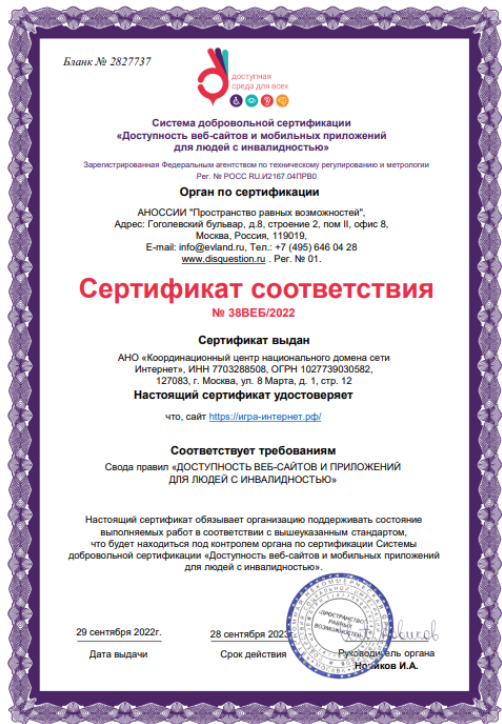 Бланк № 2827737
доступная
среда для всех
Система добровольной сертификации
«Доступность веб-сайтов и мобильных приложений
для людей с инвалидностью»
Зарегистрированная Федеральным агентством по техническому регулированию и метрологии
Рег. № РОСС RU.И2167.04ПРВ0
Орган по сертификации
АНОССИИ "Пространство равных возможностей",
Адрес: Гоголевский бульвар, д.8, строение 2, пом II, офис 8,
Москва, Россия, 119019,
E-mail: info@evland.ru, Тел.: +7 (495) 646 04 28
www.disquestion.ru . Рег. № 01.
Сертификат соответствия
№ 38ВЕБ/2022
Сертификат выдан
АНО «Координационный центр национального домена сети
Интернет», ИНН 7703288508, ОГРН 1027739030582,
127083, г. Москва, ул. 8 Марта, д. 1, стр. 12
Настоящий сертификат удостоверяет
что, сайт https://игра-интернет.рф/
Соответствует требованиям
Свода правил «ДОСТУПНОСТЬ ВЕБ-САЙТОВ И ПРИЛОЖЕНИЙ
ДЛЯ ЛЮДЕЙ С ИНВАЛИДНОСТЬЮ»
Настоящий сертификат обязывает организацию поддерживать состояние
выполняемых работ в соответствии с вышеуказанным стандартом,
что будет находиться под контролем органа по сертификации Системы
добровольной сертификации «Доступность веб-сайтов и мобильных приложений
для людей с инвалидностью».
«ПРОСТРАНСТВО
РАВНЫХ
ВОЗМОЖНОСТЕЙ»
29 сентября 2022г.
28 сентября 2023
Дата выдачи
Срок действия
Руководитель органа
Новиков И.А.